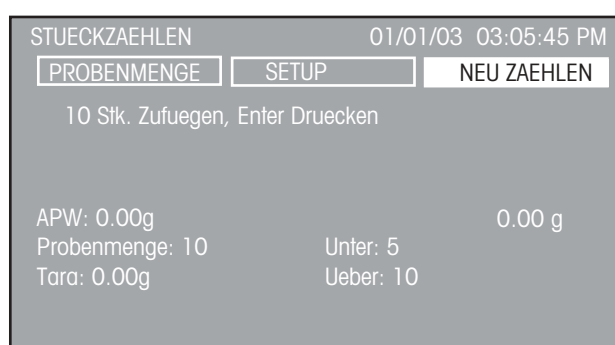 STUECKZAEHLEN 01/01/03 03:05:45 PM
PROBENMENGE SETUP NEU ZAEHLEN
10 Stk. Zufuegen, Enter Druecken
APW: 0.00g 0.00 g
Probenmenge: 10 Unter: 5
Tara: 0.00g Ueber: 10